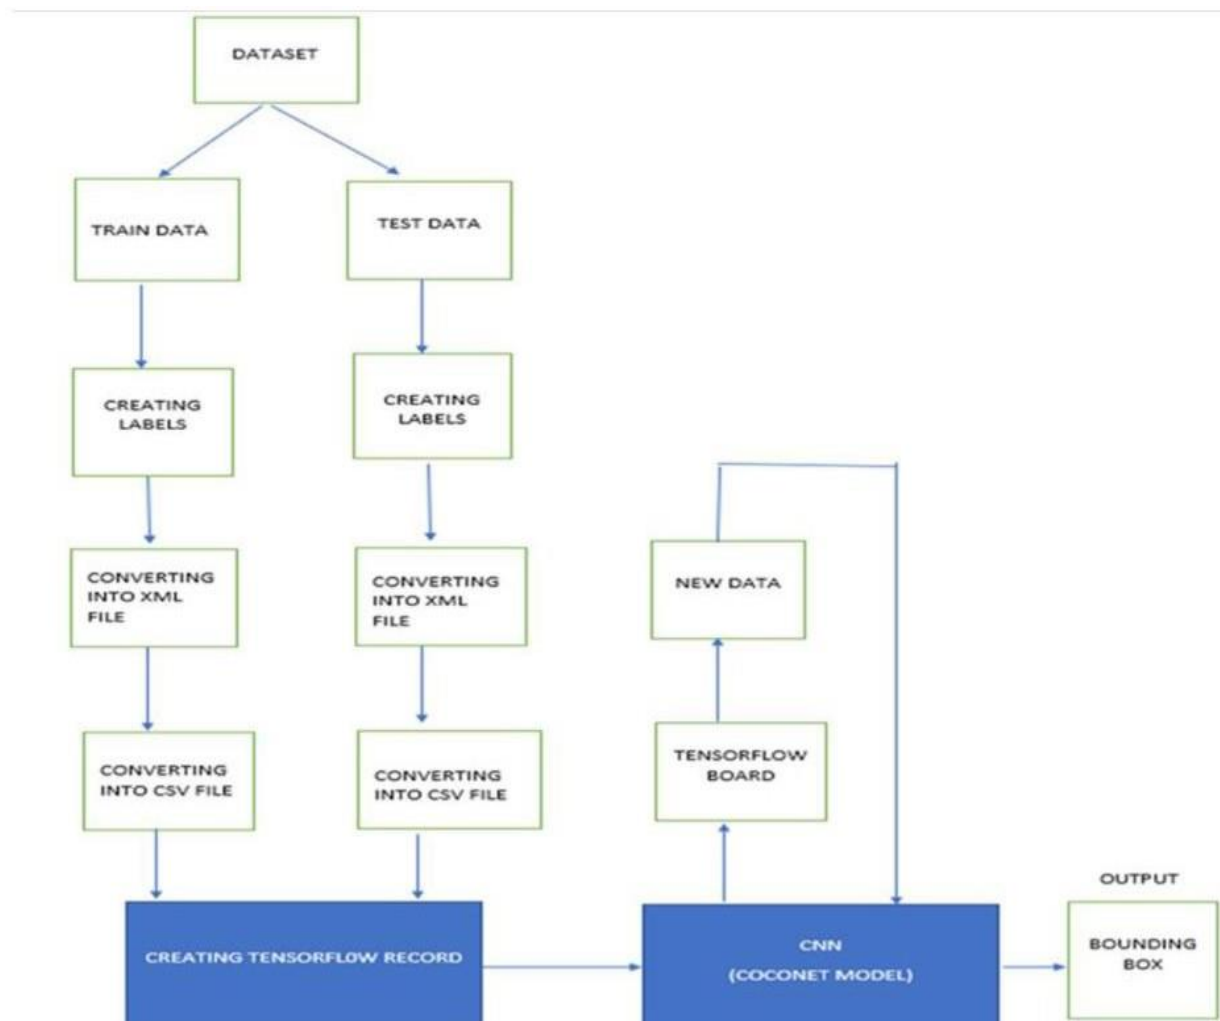 DATASET
TRAIN DATA
TEST DATA
CREATING
LABELS
CREATING
LABELS
CONVERTING
INTO XML
FILE
CONVERTING
INTO XML
FILE
NEW DATA
CONVERTING
INTO CSV FILE
CONVERTING
INTO CSV FILE
TENSORFLOW
BOARD
CREATING TENSORFL0W RECORD
CNN
(COCONET MODEL)
OUTPUT
BOUNDING
BOX